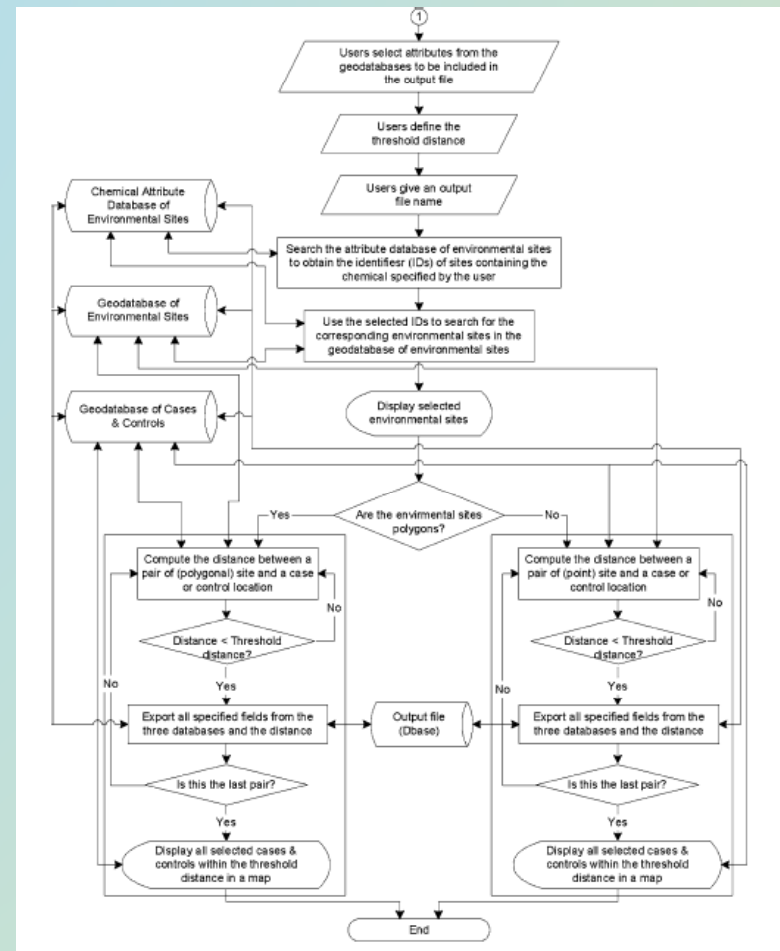 1
Users select attributes from the
geodatabases to be included in
the output file
Users define the
threshold distance
Users give an output
file name
Chemical Attribute
Database of
Environmental Sites
Search the attribute database of environmental sites
to obtain the identifiesr (IDs) of sites containing the
chemical specified by the user
Geodatabase of
Environmental Sites
Use the selected IDs to search for the
corresponding environmental sites in the
geodatabase of environmental sites
Geodatabase of Cases
& Controls
Display selected
environmental sites
Are the envirmental sites
polygons?
Yes
No
Compute the distance between a
pair of (polygonal) site and a case
or control location
No
Distance < Threshold
distance?
No
Yes
Export all specified fields from the
three databases and the distance
Is this the last pair?
Yes
Display all selected cases &
controls within the threshold
distance in a map
Output file
(Dbase)
Compute the distance between a
pair of (point) site and a case or
control location
No
Distance < Threshold
distance?
No
Yes
Export all specified fields from the
three databases and the distance
Is this the last pair?
Yes
Display all selected cases &
controls within the threshold
distance in a map
End